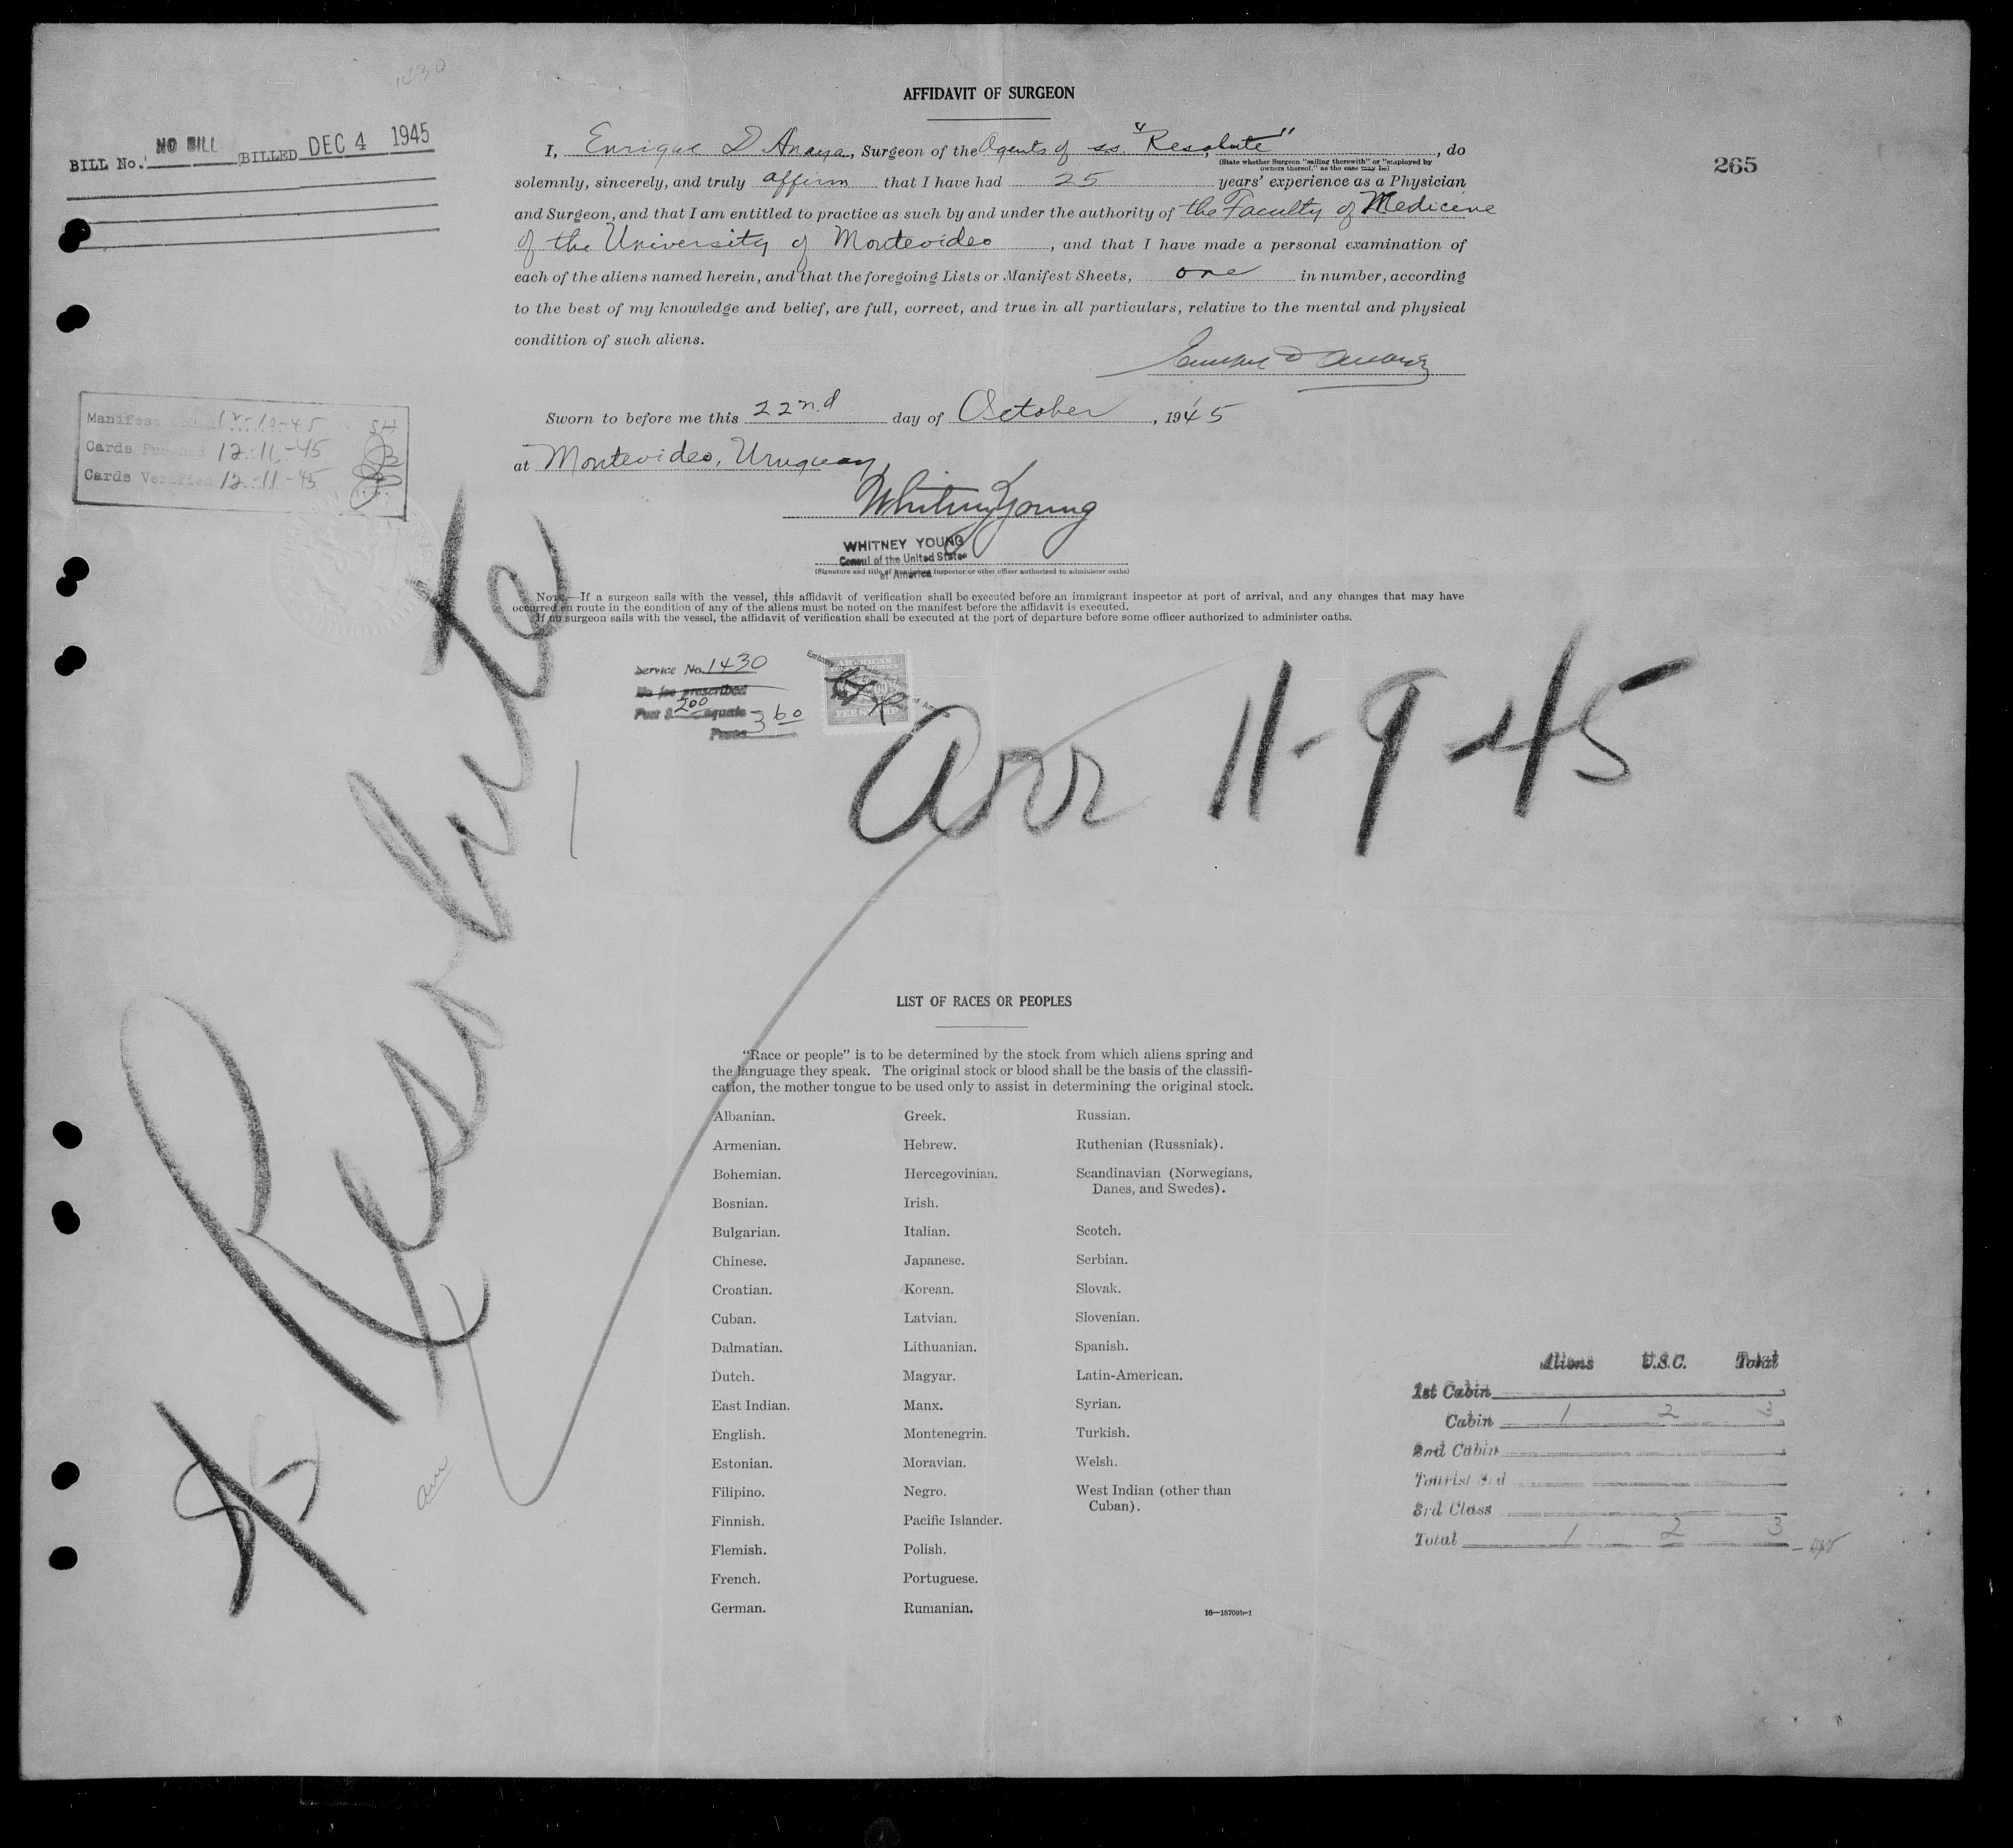 1430
AFFIDAVIT OF SURGEON
BILL No. NO BILL BILLED DEC 4 1945
265
I, Enrique D Anaya, Surgeon of the Agents of s.s. "Resolute", do
(State whether Surgeon "sailing therewith" or "employed by
owners thereof," as the case may be)
solemnly, sincerely, and truly affirm that I have had 25 years' experience as a Physician
and Surgeon, and that I am entitled to practice as such by and under the authority of the Faculty of Medicine
of the University of Montevideo, and that I have made a personal examination of
each of the aliens named herein, and that the foregoing Lists or Manifest Sheets, one in number, according
to the best of my knowledge and belief, are full, correct, and true in all particulars, relative to the mental and physical
condition of such aliens.
Sworn to before me this 22nd day of October, 1945
at Montevideo, Uruguay,
Manifest 12-10-45 SH
Cards Punched 12-11-45
Cards Verified 12-11-45
Whitney Young
WHITNEY YOUNG
Consul of the United States
of America
(Signature and title of immigrant inspector or other officer authorized to administer oaths)
NOTE.—If a surgeon sails with the vessel, this affidavit of verification shall be executed before an immigrant inspector at port of arrival, and any changes that may have
occurred en route in the condition of any of the aliens must be noted on the manifest before the affidavit is executed.
If no surgeon sails with the vessel, the affidavit of verification shall be executed at the port of departure before some officer authorized to administer oaths.
Service No. 1430
No fee prescribed
200 equals 3 60
Pesos
AMERICAN
Arr 11-9-45
SS Resolute
LIST OF RACES OR PEOPLES
"Race or people" is to be determined by the stock from which aliens spring and
the language they speak. The original stock or blood shall be the basis of the classifi-
cation, the mother tongue to be used only to assist in determining the original stock.
Albanian.
Armenian.
Bohemian.
Bosnian.
Bulgarian.
Chinese.
Croatian.
Cuban.
Dalmatian.
Dutch.
East Indian.
English.
Estonian.
Filipino.
Finnish.
Flemish.
French.
German.
Greek.
Hebrew.
Hercegovinian.
Irish.
Italian.
Japanese.
Korean.
Latvian.
Lithuanian.
Magyar.
Manx.
Montenegrin.
Moravian.
Negro.
Pacific Islander.
Polish.
Portuguese.
Rumanian.
Russian.
Ruthenian (Russniak).
Scandinavian (Norwegians,
Danes, and Swedes).
Scotch.
Serbian.
Slovak.
Slovenian.
Spanish.
Latin-American.
Syrian.
Turkish.
Welsh.
West Indian (other than
Cuban).
16—18709b-1
Aliens U.S.C. Total
1st Cabin
Cabin 1 2 3
2nd Cabin
Tourist 3rd
3rd Class
Total 1 2 3